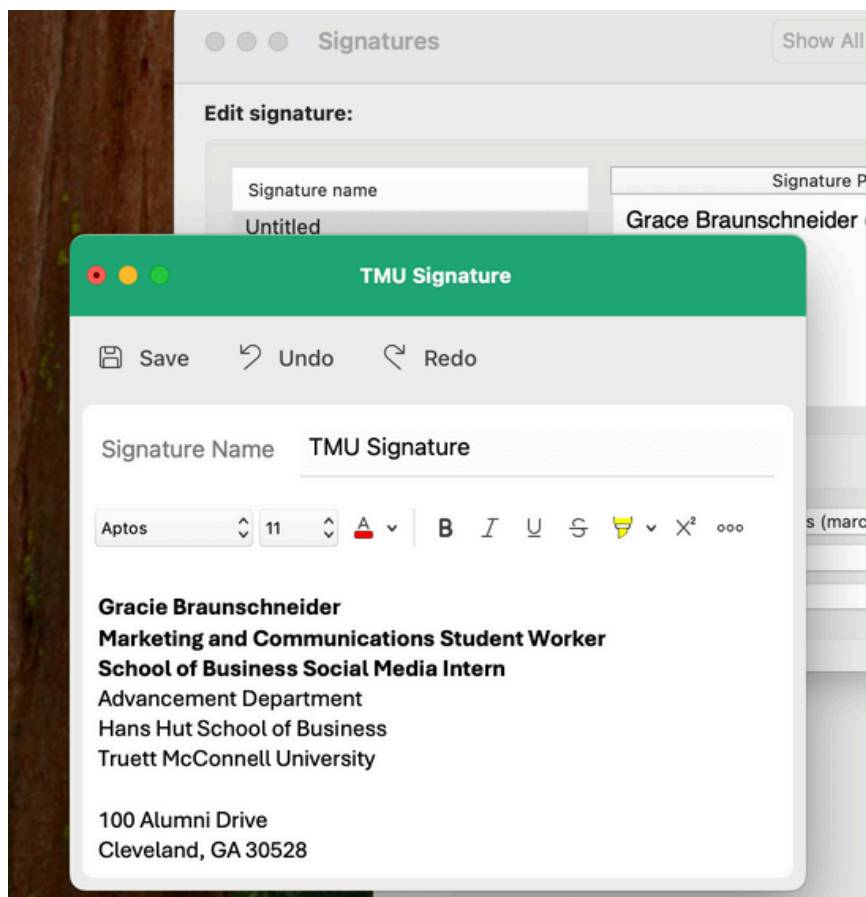 Signatures
Show All
Edit signature:
Signature name
Signature P
Untitled
Grace Braunschneider
TMU Signature
Save Undo Redo
Signature Name TMU Signature
Aptos 11 A B I U S X²
s (marc
Gracie Braunschneider
Marketing and Communications Student Worker
School of Business Social Media Intern
Advancement Department
Hans Hut School of Business
Truett McConnell University
100 Alumni Drive
Cleveland, GA 30528